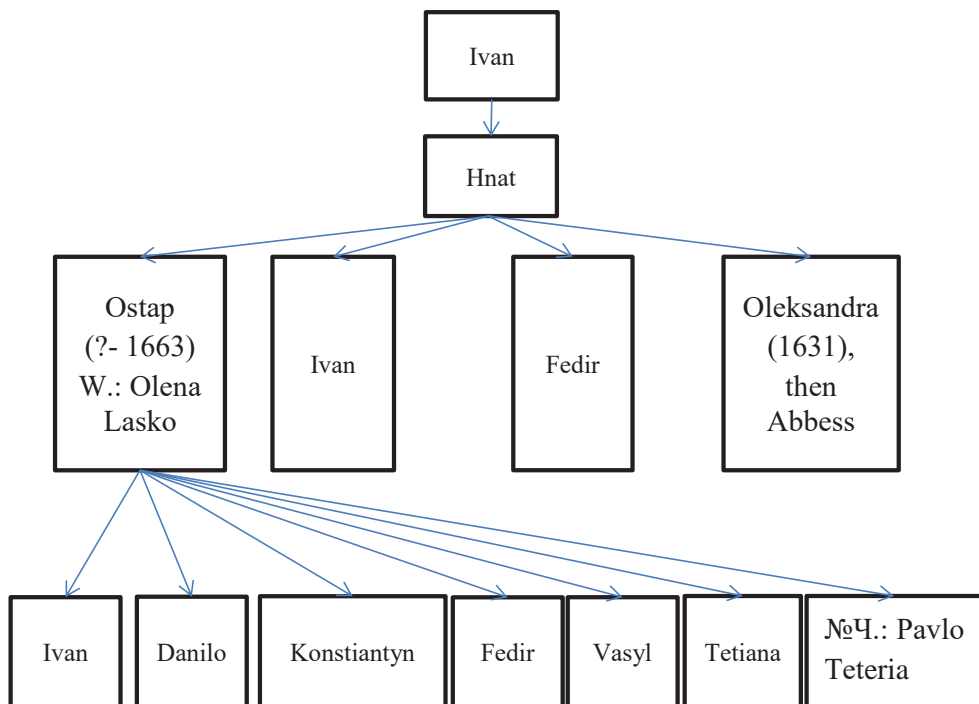 Ivan
Hnat
Ostap
(?- 1663)
W.: Olena
Lasko
Ivan
Fedir
Oleksandra
(1631),
then
Abbess
Ivan
Danilo
Konstiantyn
Fedir
Vasyl
Tetiana
№Ч.: Pavlo
Teteria